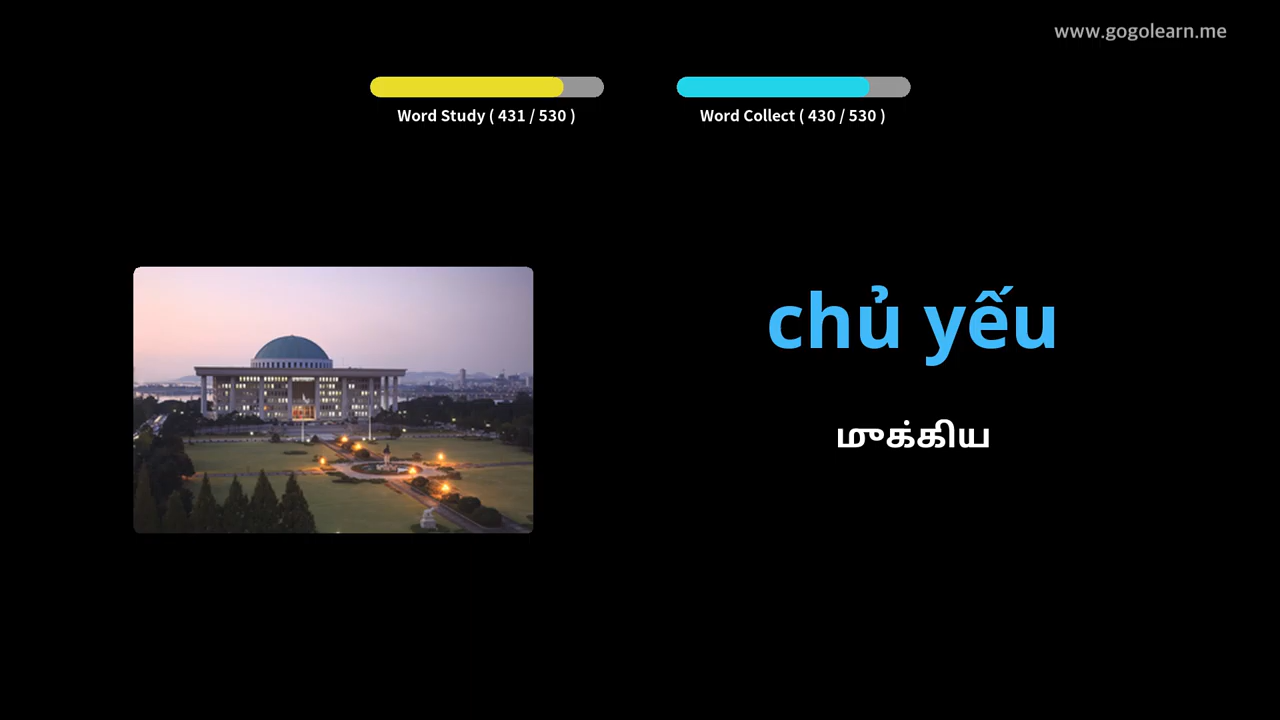 www.gogolearn.me
Word Study ( 431 / 530 )
Word Collect ( 430 / 530 )
chủ yếu
முக்கிய